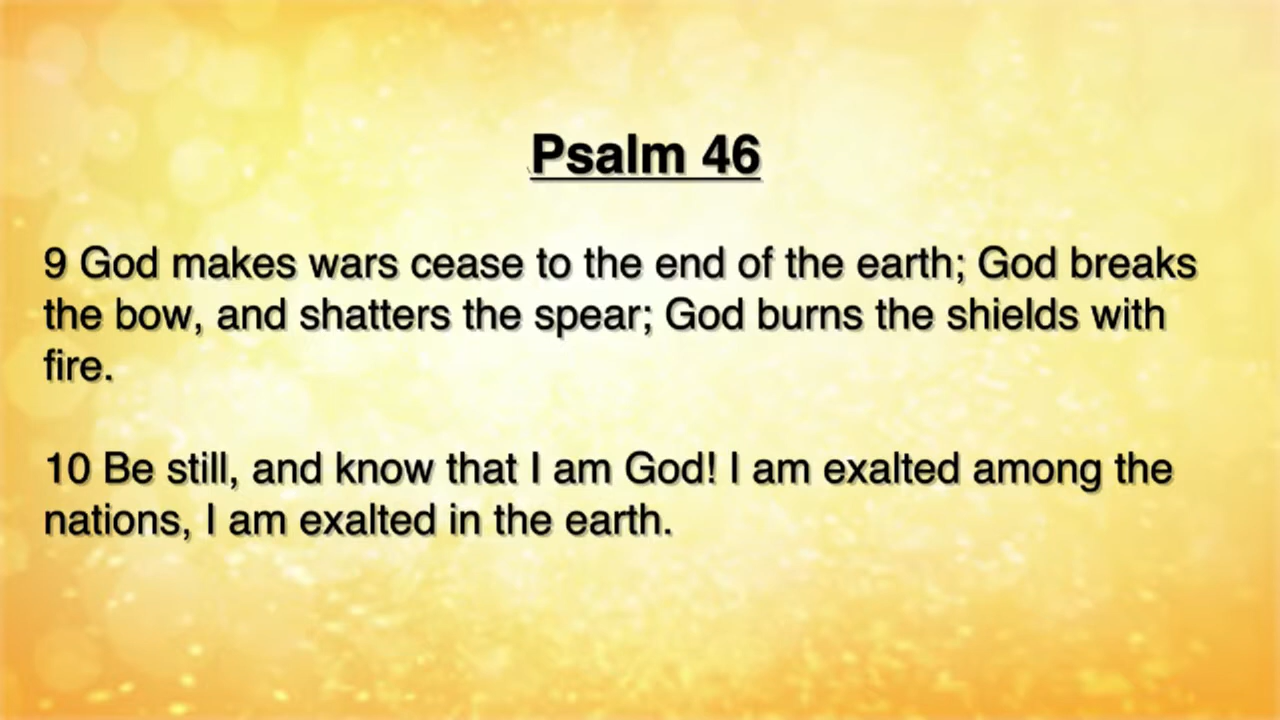 Psalm 46
9 God makes wars cease to the end of the earth; God breaks
the bow, and shatters the spear; God burns the shields with
fire.
10 Be still, and know that I am God! I am exalted among the
nations, I am exalted in the earth.